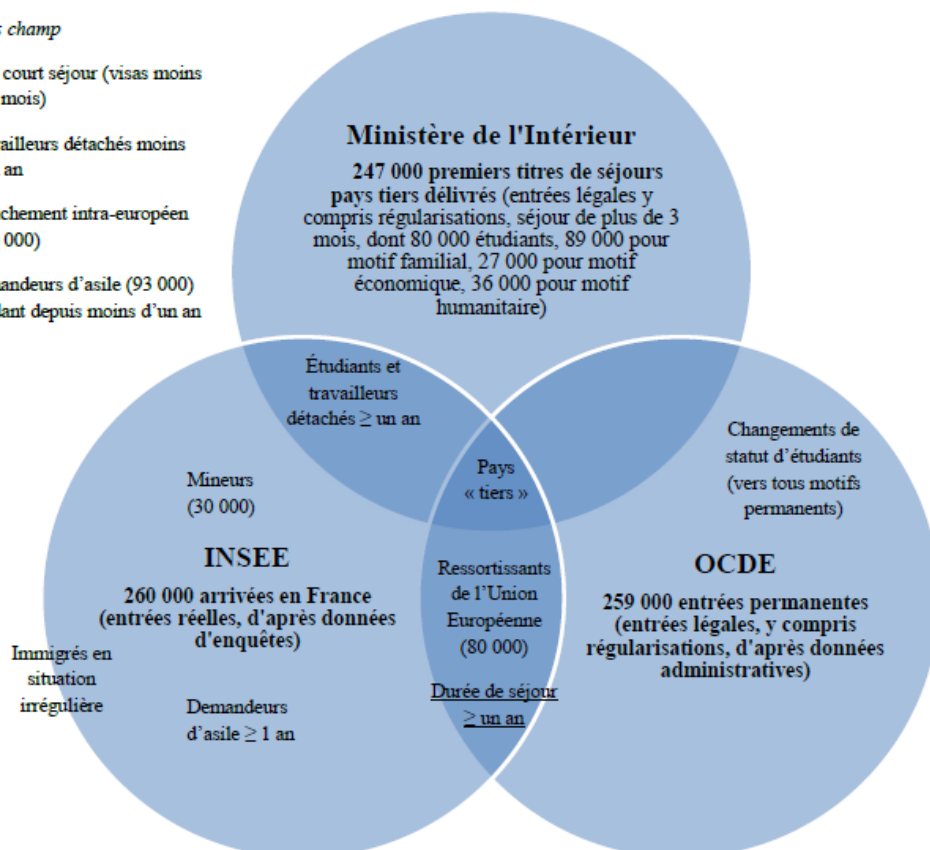 champ
court séjour (visas moins
mois)
détachés moins
an
intra-européen
000)
d’asile (93 000)
depuis moins d’un an
Ministère de l'Intérieur
247 000 premiers titres de séjours
pays tiers délivrés (entrées légales y
compris régularisations, séjour de plus de 3
mois, dont 80 000 étudiants, 89 000 pour
motif familial, 27 000 pour motif
économique, 36 000 pour motif
humanitaire)
Étudiants et
travailleurs
détachés ≥ un an
Changements de
statut d’étudiants
(vers tous motifs
permanents)
Pays
« tiers »
Mineurs
(30 000)
INSEE
260 000 arrivées en France
(entrées réelles, d'après données
d'enquêtes)
Immigrés en
situation
irrégulière
Demandeurs
d’asile ≥ 1 an
Ressortissants
de l’Union
Européenne
(80 000)
Durée de séjour
≥ un an
OCDE
259 000 entrées permanentes
(entrées légales, y compris
régularisations, d'après données
administratives)